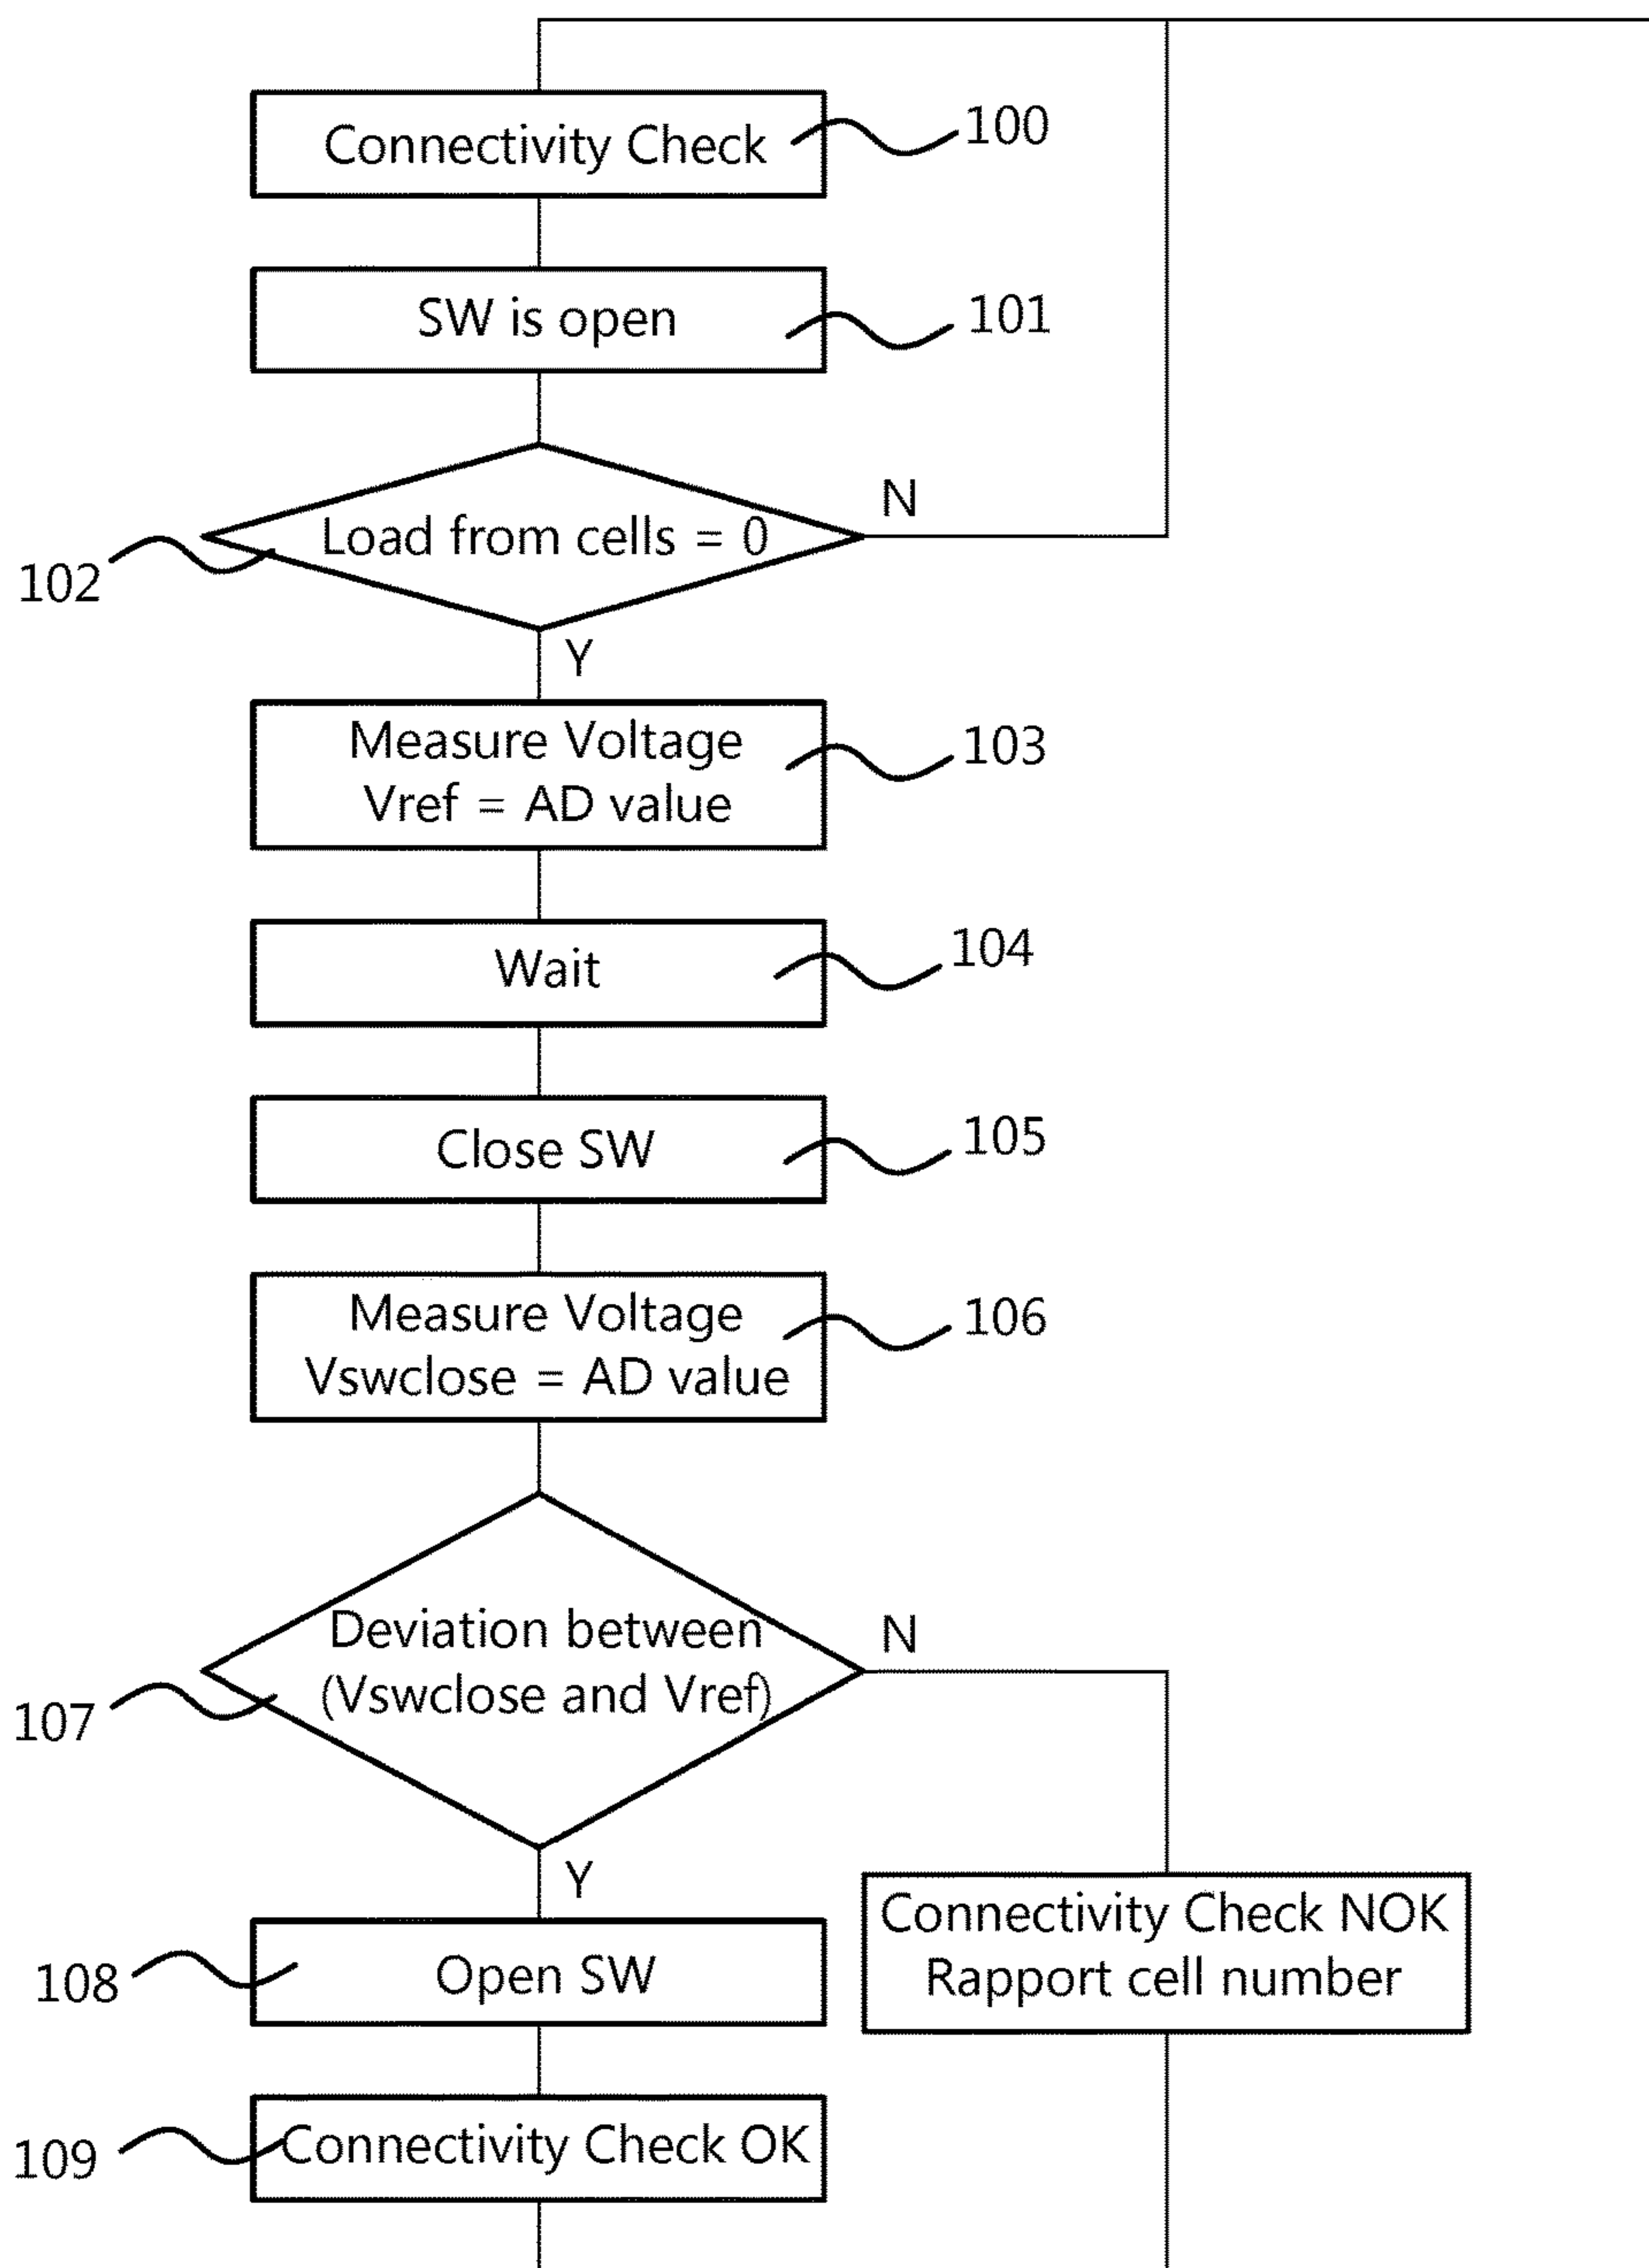 Connectivity Check
100
SW is open
101
N
Load from cells = 0
102
Y
Measure Voltage
103
Vref = AD value
Wait
104
Close SW
105
Measure Voltage
106
Vswclose = AD value
Deviation between
N
(Vswclose and Vref)
107
Y
Connectivity Check NOK
Open SW
Rapport cell number
108
Connectivity Check OK
109